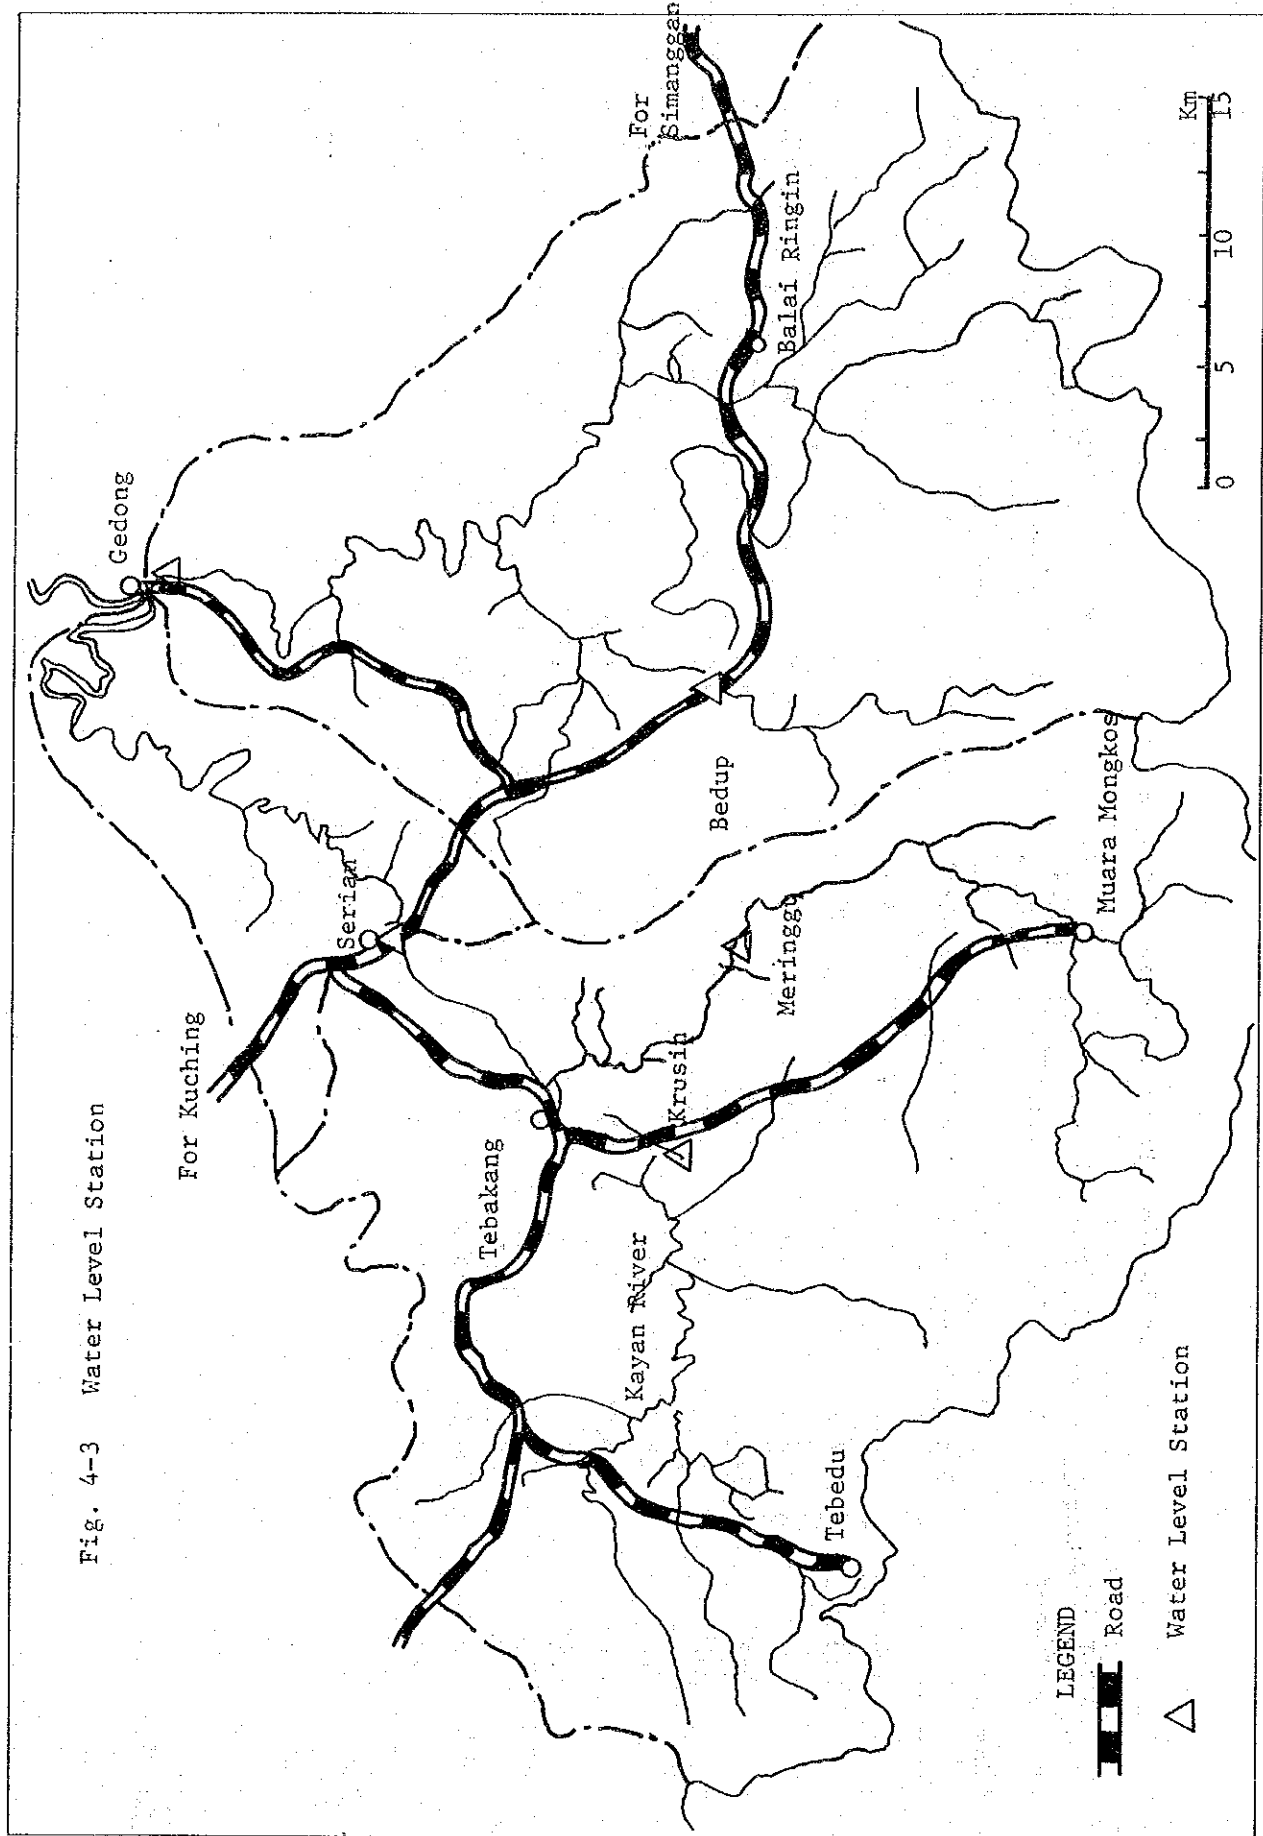 Fig. 4-3 Water Level Station
For Kuching
Gedong
Serian
For
Simanggan
Tebakang
Kayan River
Krusin
Meringgu
Bedup
Balai Ringin
Tebedu
Muara Mongkos
LEGEND
Road
Water Level Station
Km
0 5 10 15